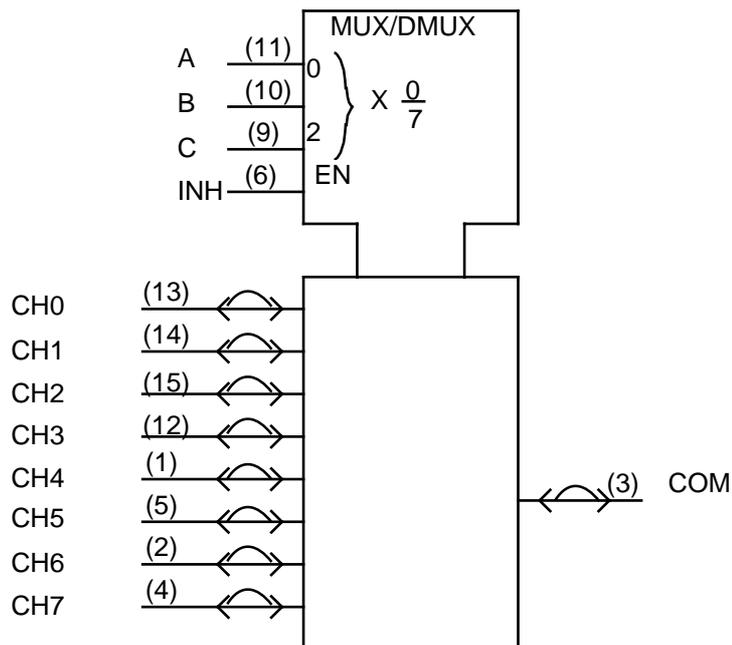 MUX/DMUX
A (11) 0
B (10) X 0/7
C (9) 2
INH (6) EN
CH0 (13)
CH1 (14)
CH2 (15)
CH3 (12)
CH4 (1)
(3) COM
CH5 (5)
CH6 (2)
CH7 (4)